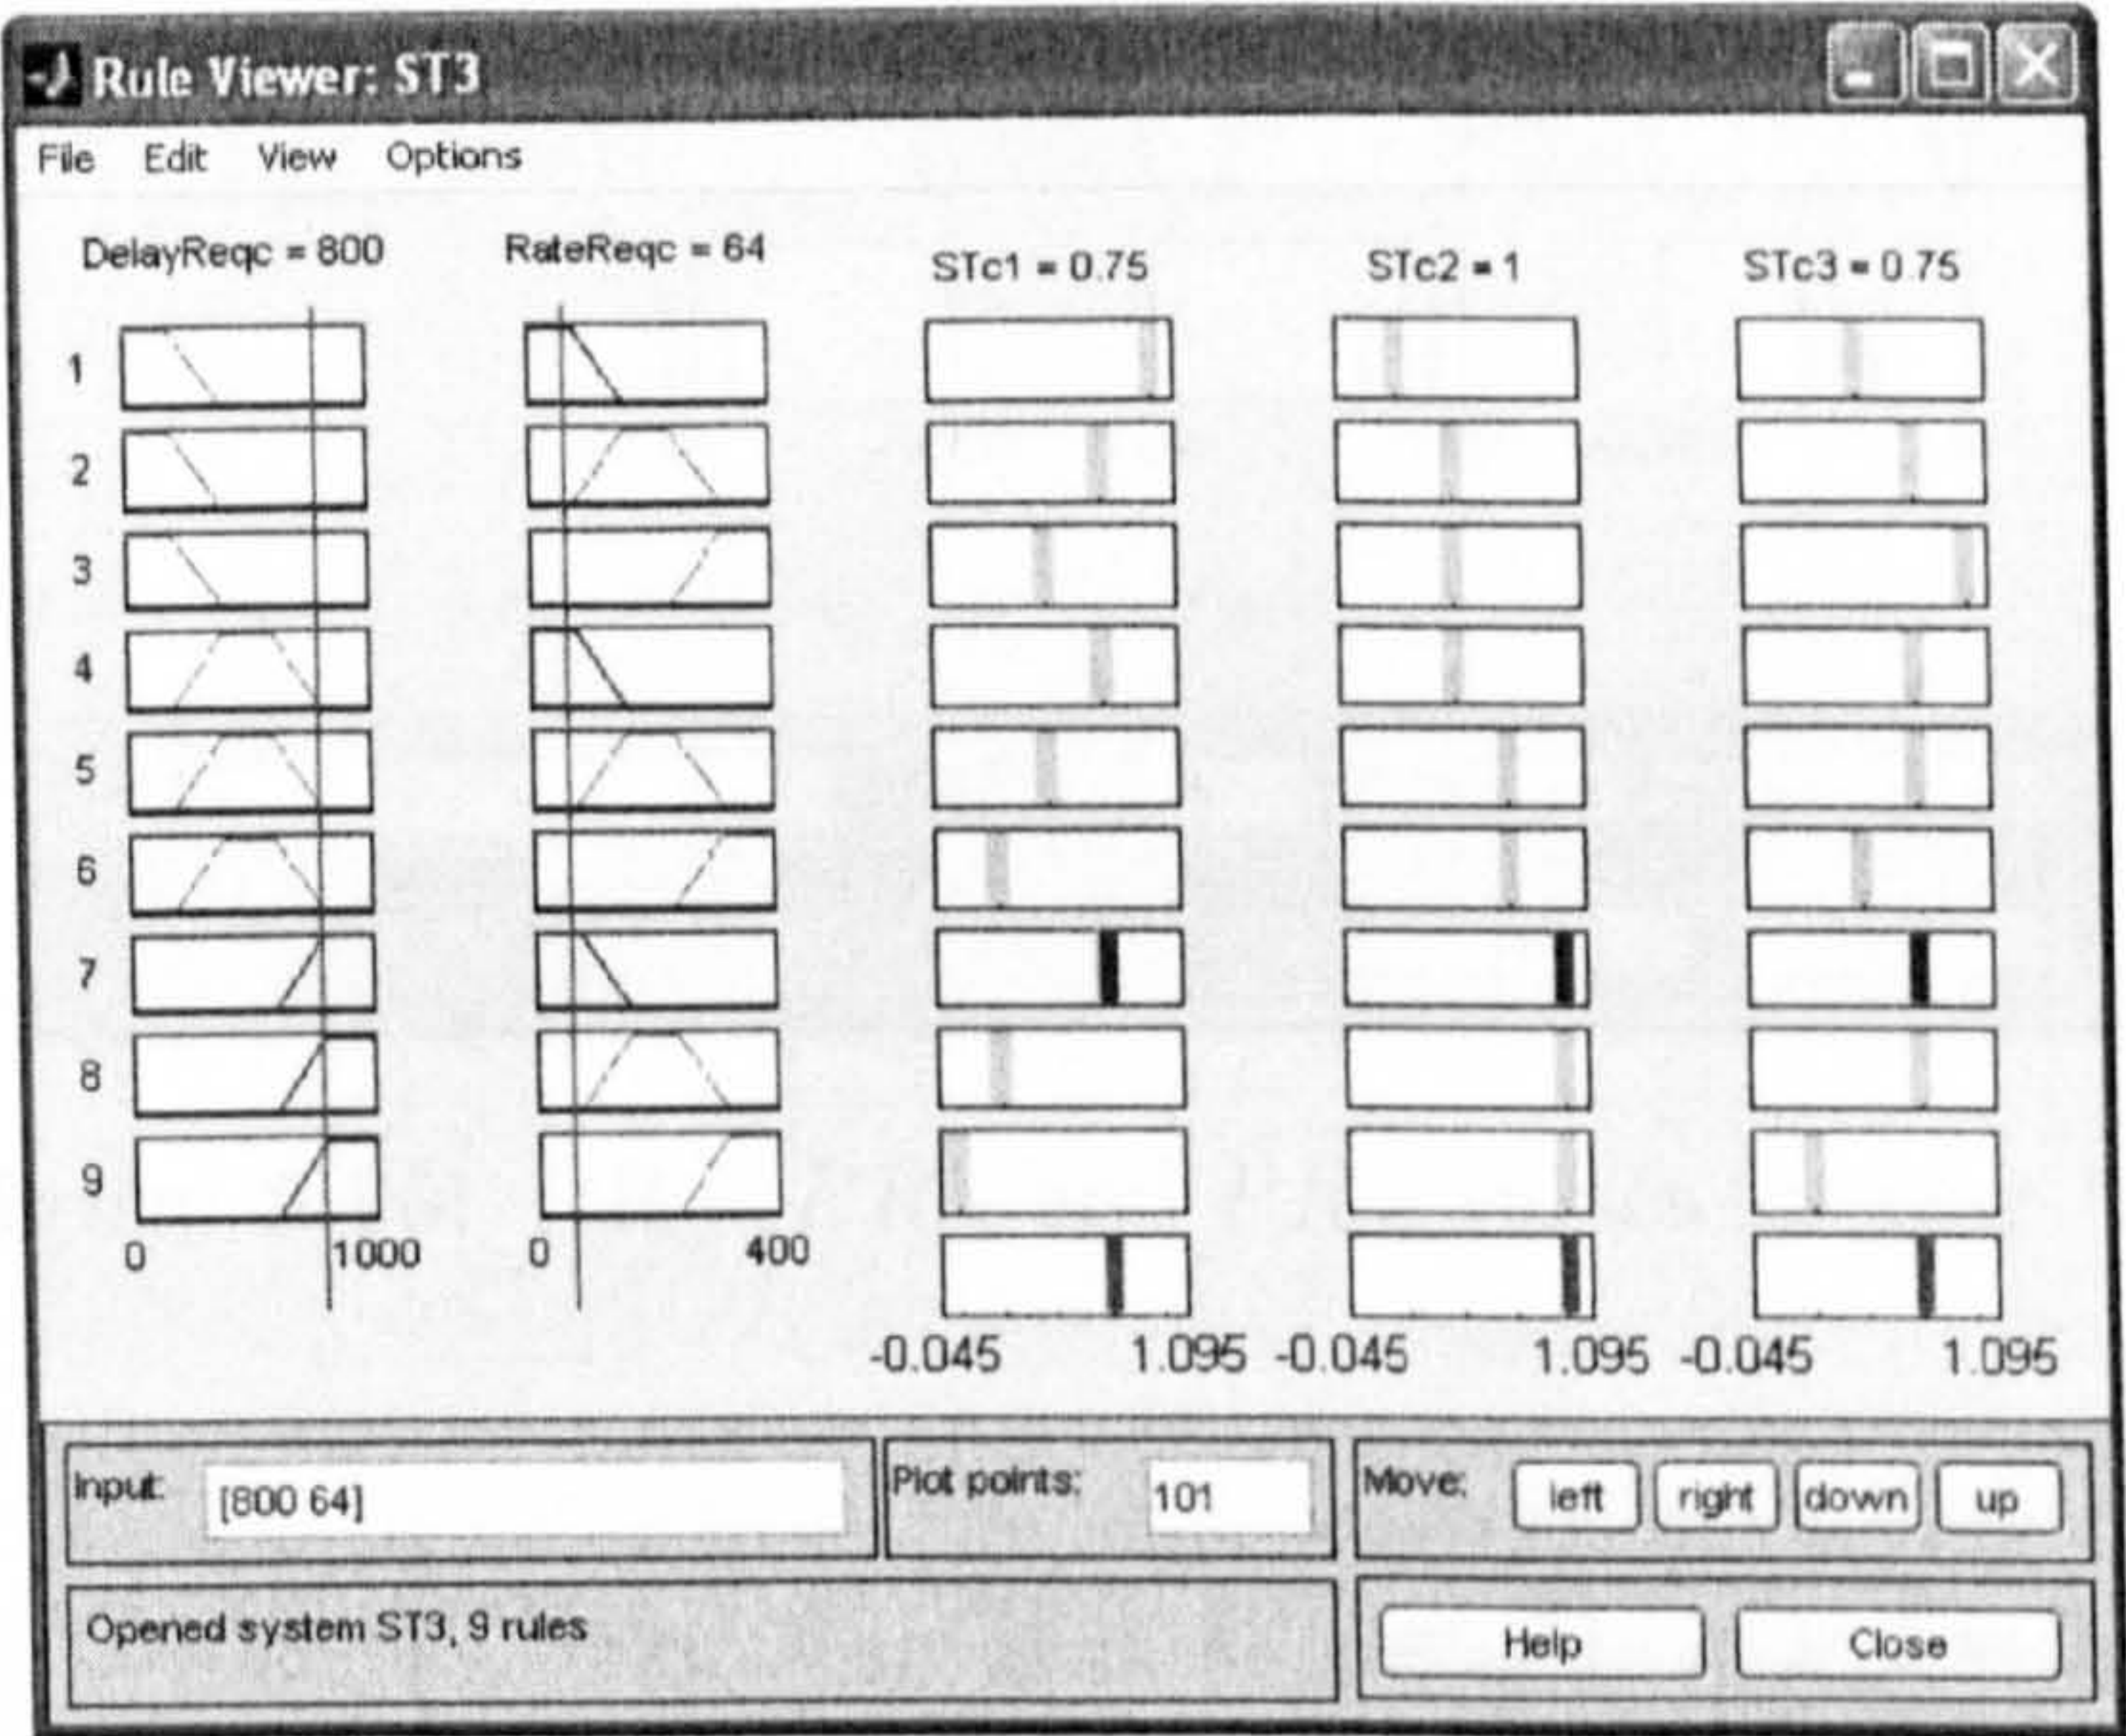 Rule Viewer: ST3
File Edit View Options
DelayReqc = 800 RateReqc = 64 STc1 = 0.75 STc2 = 1 STc3 = 0.75
1
2
3
4
5
6
7
8
9
0 1000 0 400
-0.045 1.095 -0.045 1.095 -0.045 1.095
Input: [800 64] Plot points: 101 Move: left right down up
Opened system ST3, 9 rules Help Close